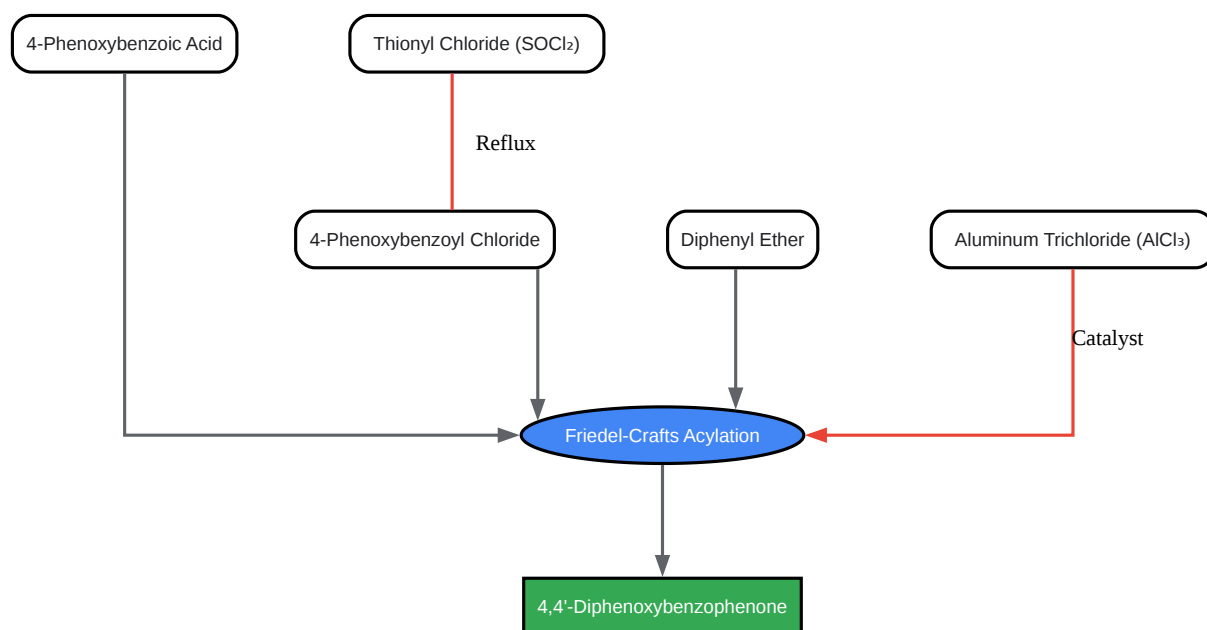 4-Phenoxybenzoic Acid
Thionyl Chloride (SOCl₂)
Reflux
4-Phenoxybenzoyl Chloride
Diphenyl Ether
Aluminum Trichloride (AlCl₃)
Catalyst
Friedel-Crafts Acylation
4,4'-Diphenoxybenzophenone